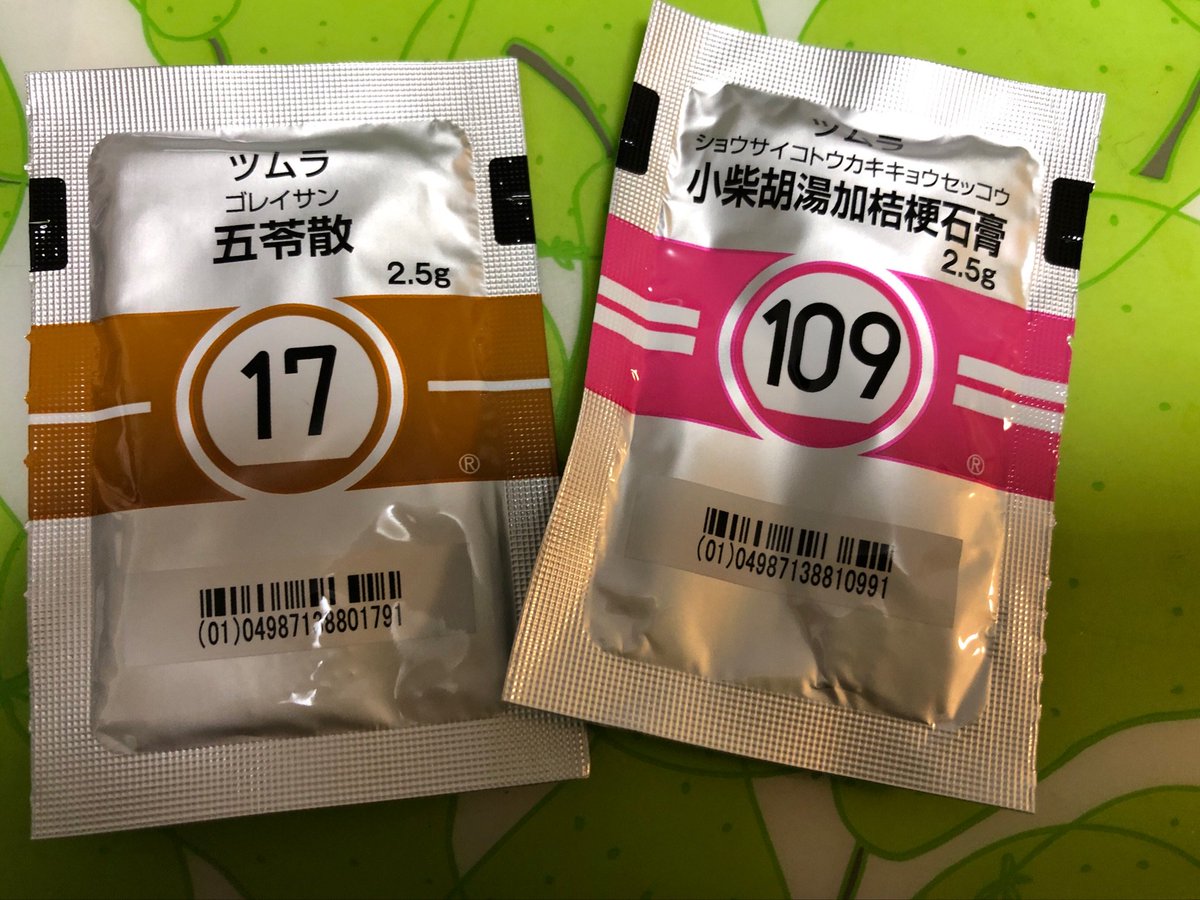 ツムラ
ゴレイサン
五苓散
2.5g
17
®
(01)04987138801791
ツムラ
ショウサイコトウカキキョウセッコウ
小柴胡湯加桔梗石膏
2.5g
109
®
(01)04987138810991